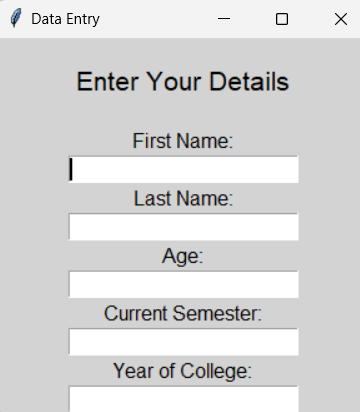 Data Entry
Enter Your Details
First Name:
Last Name:
Age:
Current Semester:
Year of College: